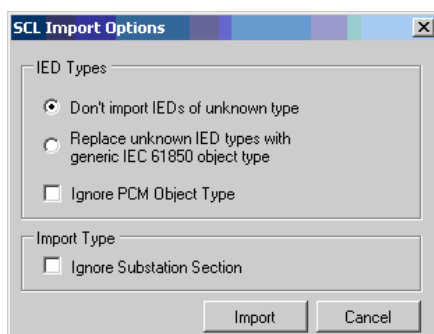 SCL Import Options
IED Types
Don't import IEDs of unknown type
Replace unknown IED types with
generic IEC 61850 object type
Ignore PCM Object Type
Import Type
Ignore Substation Section
Import
Cancel